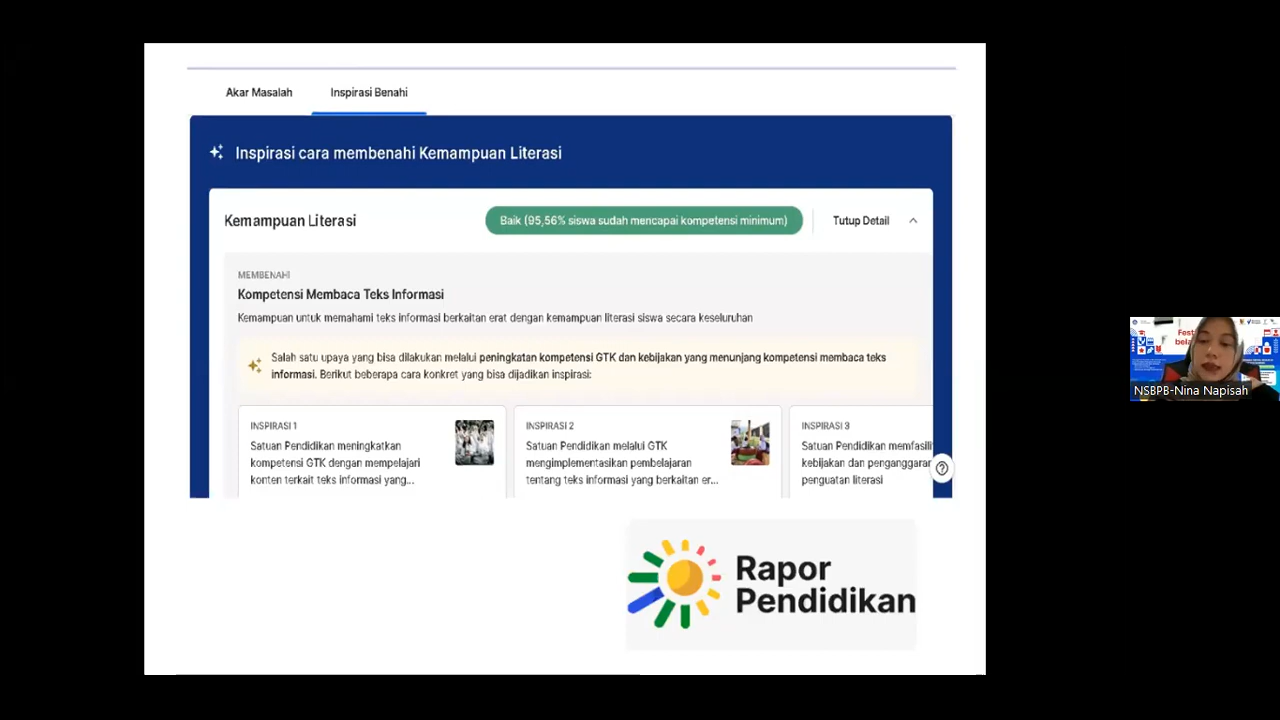 Akar Masalah
Inspirasi Benahi
Inspirasi cara membenahi Kemampuan Literasi
Kemampuan Literasi
Baik (95,56% siswa sudah mencapai kompetensi minimum)
Tutup Detail
MEMBENAHI
Kompetensi Membaca Teks Informasi
Kemampuan untuk memahami teks informasi berkaitan erat dengan kemampuan literasi siswa secara keseluruhan
Salah satu upaya yang bisa dilakukan melalui peningkatan kompetensi GTK dan kebijakan yang menunjang kompetensi membaca teks
informasi. Berikut beberapa cara konkret yang bisa dijadikan inspirasi:
INSPIRASI 1
Satuan Pendidikan meningkatkan
kompetensi GTK dengan mempelajari
konten terkait teks informasi yang...
INSPIRASI 2
Satuan Pendidikan melalui GTK
mengimplementasikan pembelajaran
tentang teks informasi yang berkaitan er...
INSPIRASI 3
Satuan Pendidikan memfasili
kebijakan dan penganggaran
penguatan literasi
Rapor
Pendidikan
NSBPB-Nina Napisah